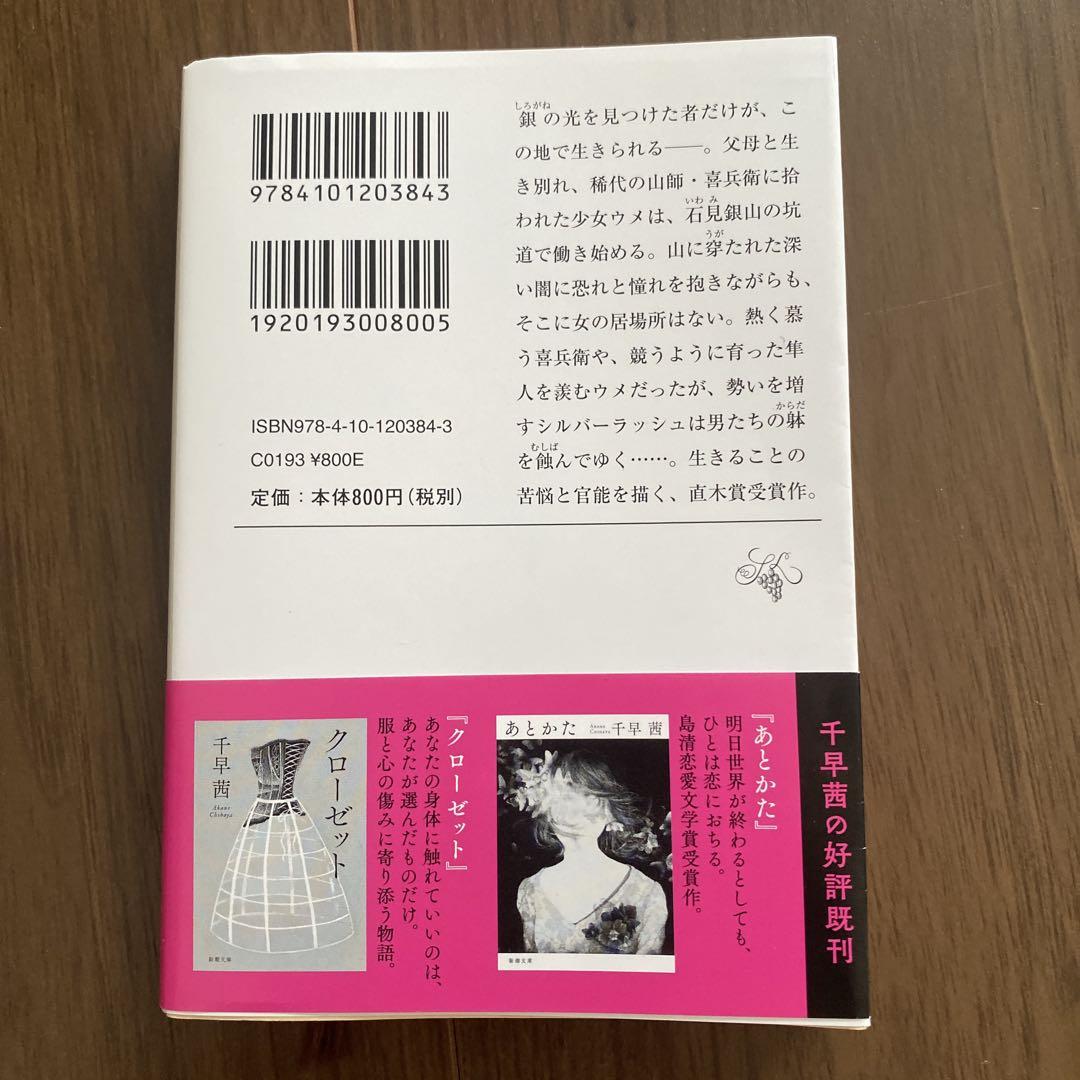 9784101203843
1920193008005
ISBN978-4-10-120384-3
C0193 ¥800E
定価：本体800円（税別）
しろがね
銀の光を見つけた者だけが、こ
の地で生きられる――。父母と生
き別れ、稀代の山師・喜兵衛に拾
いわみ
われた少女ウメは、石見銀山の坑
うが
道で働き始める。山に穿たれた深
い闇に恐れと憧れを抱きながらも、
そこに女の居場所はない。熱く慕
う喜兵衛や、競うように育った隼
人を羨むウメだったが、勢いを増
からだ
すシルバーラッシュは男たちの躰
むしば
を蝕んでゆく……。生きることの
苦悩と官能を描く、直木賞受賞作。
SK
千早茜の好評既刊
『あとかた』
明日世界が終わるとしても、
ひとは恋におちる。
島清恋愛文学賞受賞作。
あとかた
Akane
Chihaya
千早 茜
新潮文庫
『クローゼット』
あなたの身体に触れていいのは、
あなたが選んだものだけ。
服と心の傷みに寄り添う物語。
クローゼット
千早 茜
Akane
Chihaya
新潮文庫